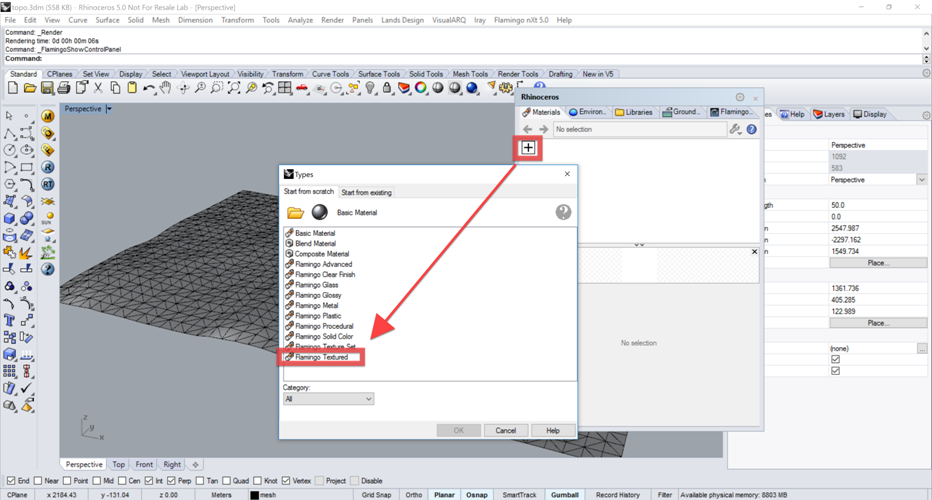 topo.3dm (558 KB) - Rhinoceros 5.0 Not For Resale Lab - [Perspective]
File Edit View Curve Surface Solid Mesh Dimension Transform Tools Analyze Render Panels Lands Design VisualARQ Iray Flamingo nXt 5.0 Help
Command: _Render
Rendering time: 0d 00h 00m 06s
Command: _FlamingoShowControlPanel
Command:
Standard CPlanes Set View Display Select Viewport Layout Visibility Transform Curve Tools Surface Tools Solid Tools Mesh Tools Render Tools Drafting New in V5
Perspective
Rhinoceros
Materials Environ.. Libraries Ground... Flamingo..
No selection
es Help Layers Display
Types
Start from scratch Start from existing
Basic Material
Basic Material
Blend Material
Composite Material
Flamingo Advanced
Flamingo Clear Finish
Flamingo Glass
Flamingo Glossy
Flamingo Metal
Flamingo Plastic
Flamingo Procedural
Flamingo Solid Color
Flamingo Texture Set
Flamingo Textured
Category:
All
OK Cancel Help
No selection
Perspective
1092
583
Perspective
gth 50.0
0.0
n 2547.987
n -2297.162
n 1549.734
Place...
1361.736
405.285
122.989
Place...
(none) ...
z
y
x
Perspective Top Front Right
End Near Point Mid Cen Int Perp Tan Quad Knot Vertex Project Disable
CPlane x 2184.43 y -131.04 z 0.00 Meters mesh Grid Snap Ortho Planar Osnap SmartTrack Gumball Record History Filter Available physical memory: 8803 MB